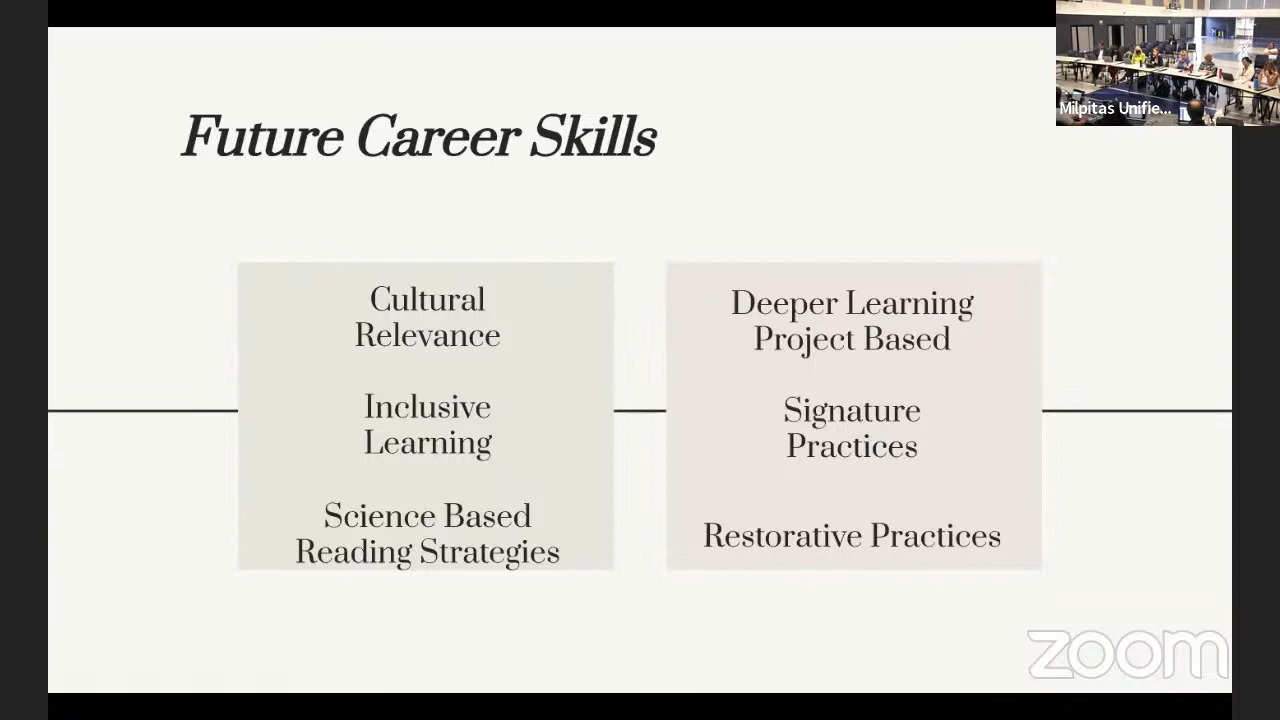 Milpitas Unifie...
Future Career Skills
Cultural
Relevance
Inclusive
Learning
Science Based
Reading Strategies
Deeper Learning
Project Based
Signature
Practices
Restorative Practices
zoom